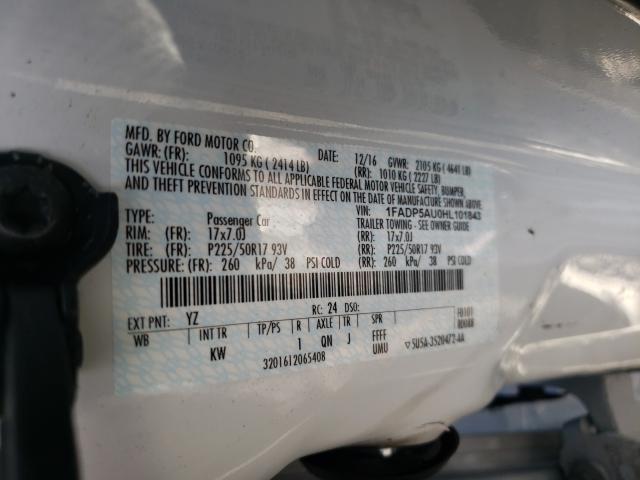 MFD. BY FORD MOTOR CO.
DATE: 12/16 GVWR: 2105 KG ( 4641 LB)
GAWR: (FR): 1095 KG ( 2414 LB) (RR): 1010 KG ( 2227 LB)
THIS VEHICLE CONFORMS TO ALL APPLICABLE FEDERAL MOTOR VEHICLE SAFETY, BUMPER,
AND THEFT PREVENTION STANDARDS IN EFFECT ON THE DATE OF MANUFACTURE SHOWN ABOVE.
VIN: 1FADP5AU0HL101843
TYPE: Passenger Car TRAILER TOWING - SEE OWNER GUIDE
RIM: (FR): 17x7.0J (RR): 17x7.0J
TIRE: (FR): P225/50R17 93V (RR): P225/50R17 93V
PRESSURE: (FR): 260 kPa/ 38 PSI COLD (RR): 260 kPa/ 38 PSI COLD
EXT PNT: YZ RC: 24 DSO: F0101
WB INT TR TP/PS R AXLE TR SPR
KW 1 QN J FFFF
UMU
3201612065408
5U5A-3520472-AA